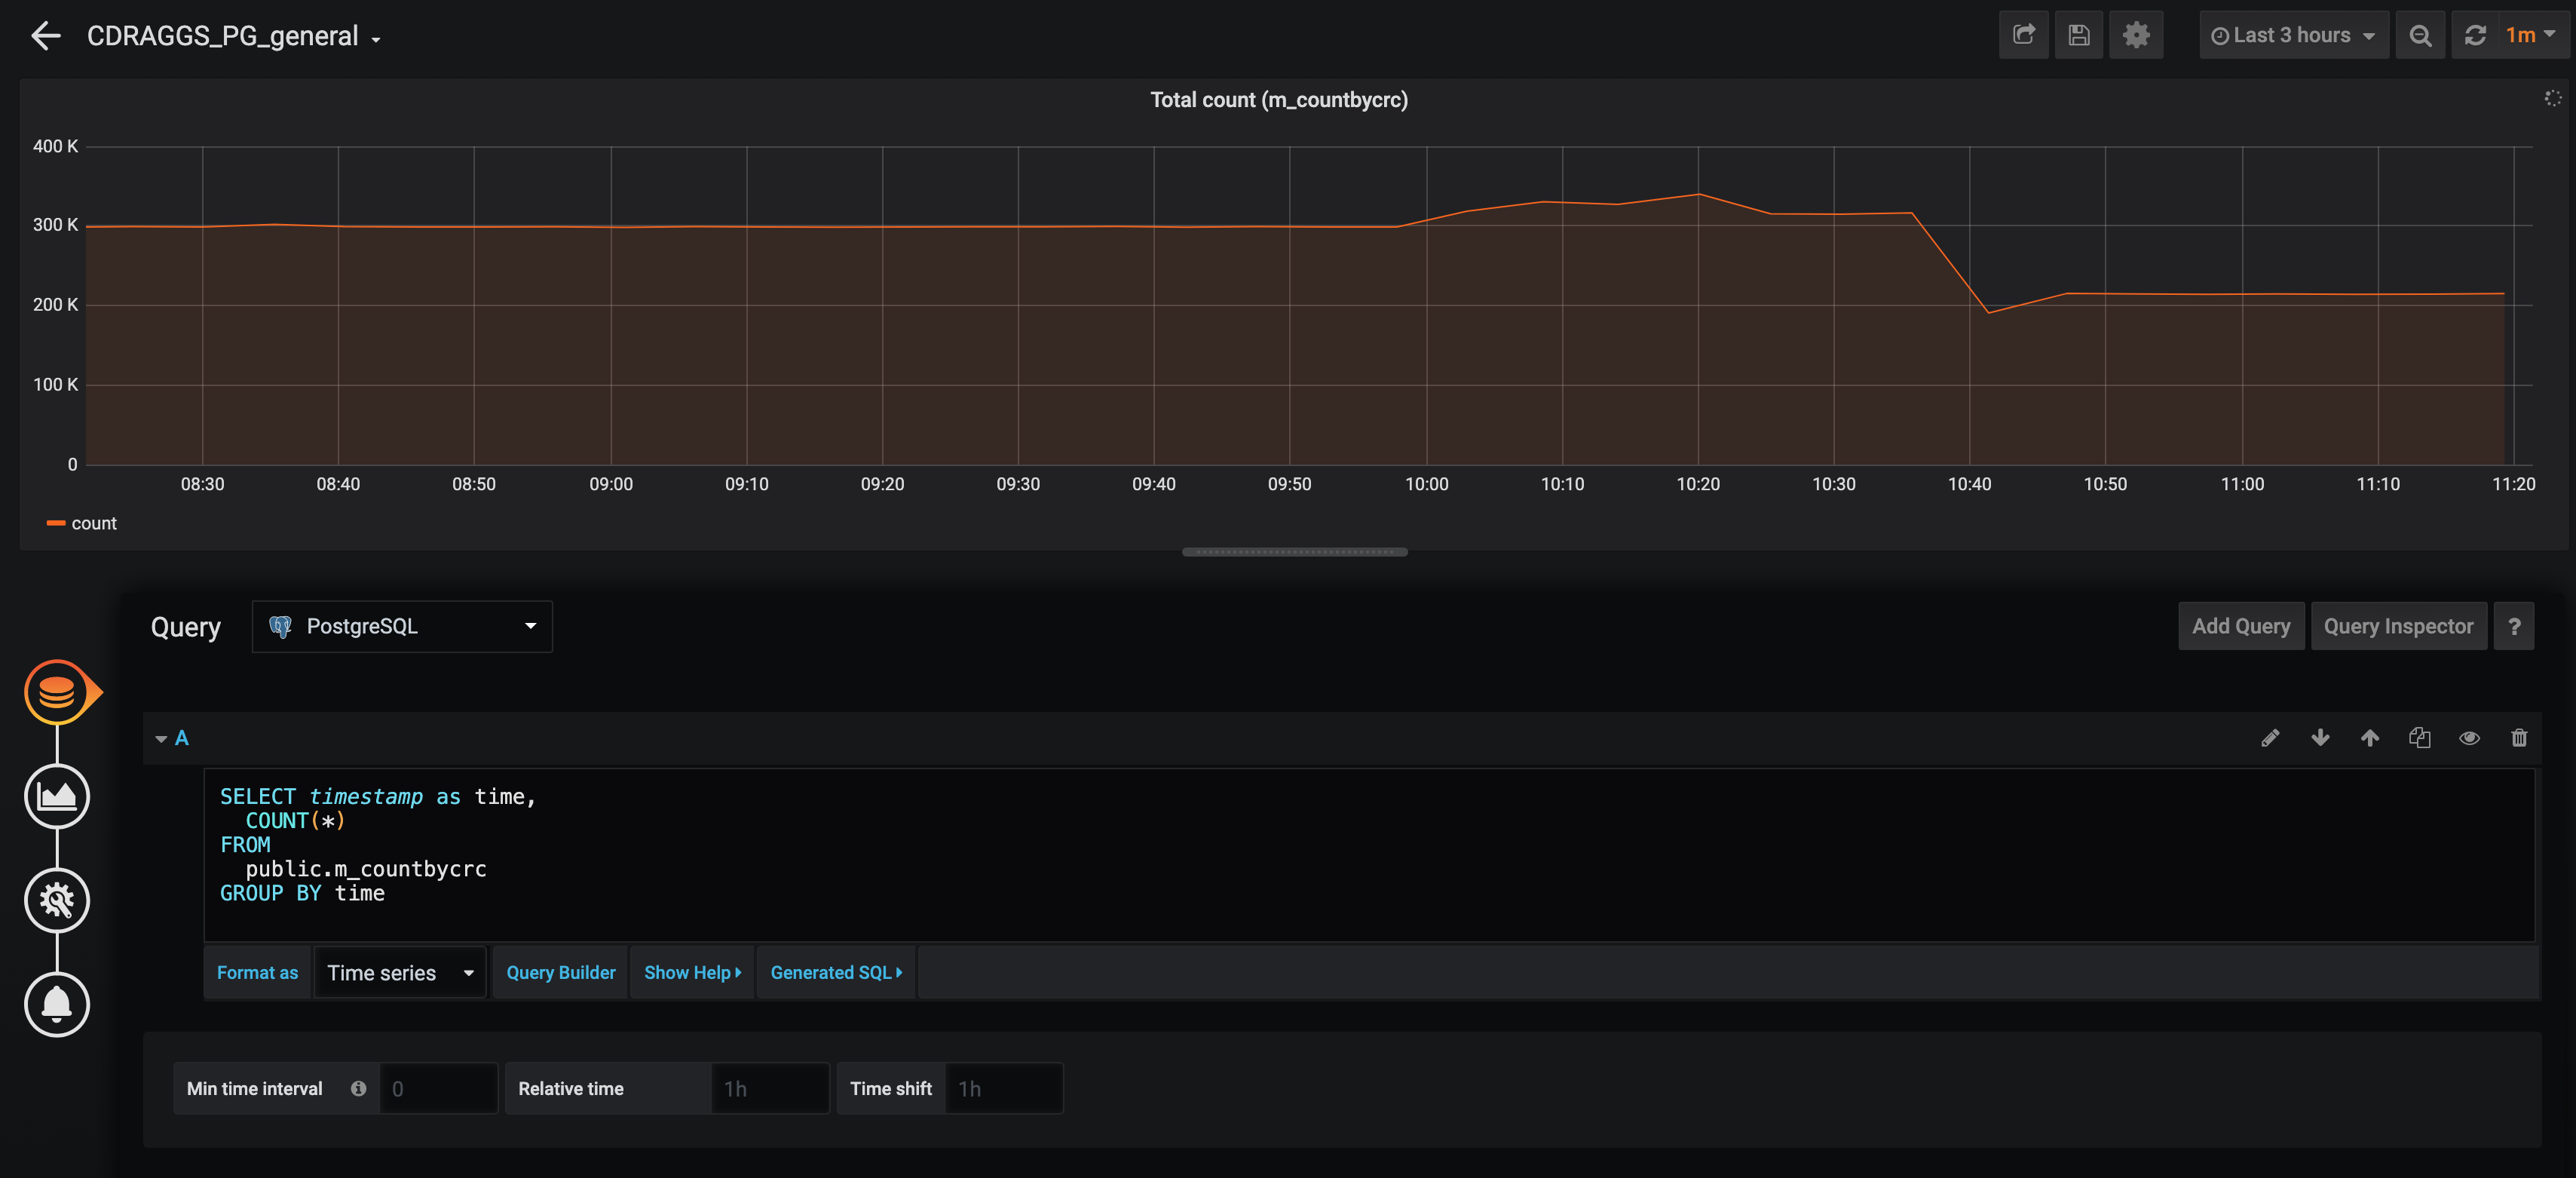 CDRAGGS_PG_general
Last 3 hours
1m
Total count (m_countbycrc)
400 K
300 K
200 K
100 K
0
08:30 08:40 08:50 09:00 09:10 09:20 09:30 09:40 09:50 10:00 10:10 10:20 10:30 10:40 10:50 11:00 11:10 11:20
count
Query PostgreSQL Add Query Query Inspector ?
A
SELECT timestamp as time,
COUNT(*)
FROM
public.m_countbycrc
GROUP BY time
Format as Time series Query Builder Show Help Generated SQL
Min time interval 0 Relative time 1h Time shift 1h